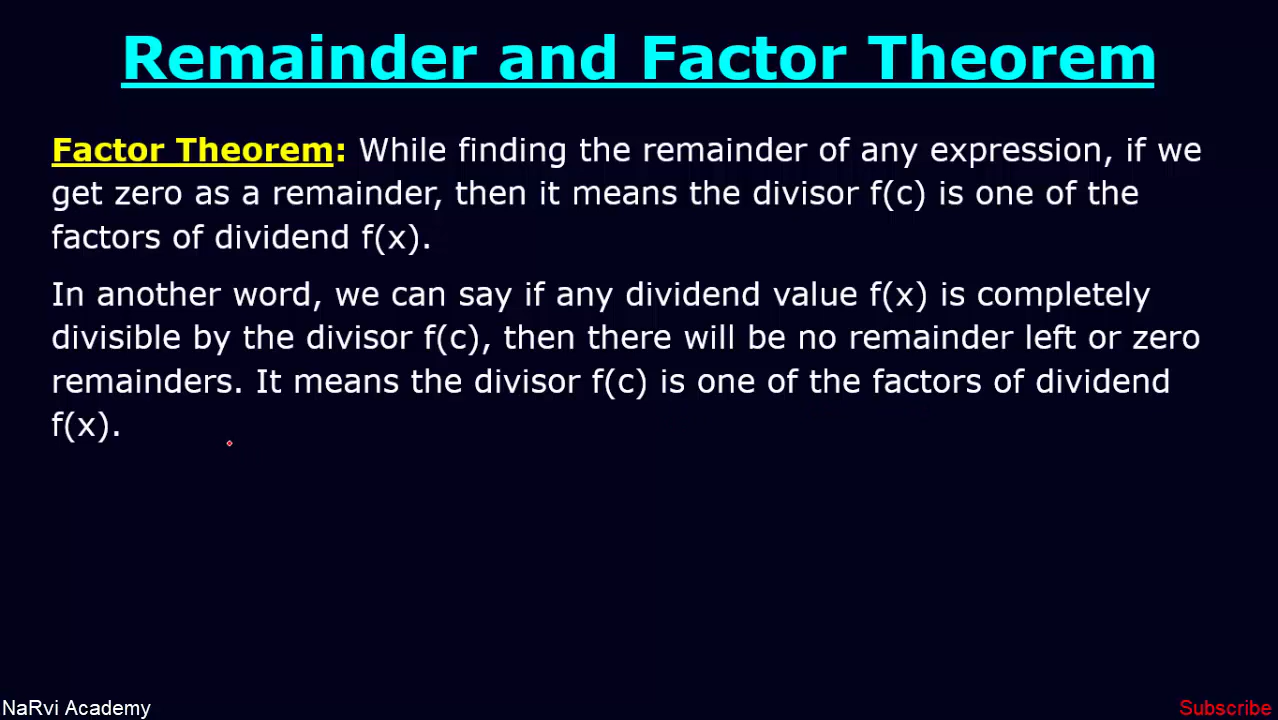 Remainder and Factor Theorem
Factor Theorem: While finding the remainder of any expression, if we
get zero as a remainder, then it means the divisor f(c) is one of the
factors of dividend f(x).
In another word, we can say if any dividend value f(x) is completely
divisible by the divisor f(c), then there will be no remainder left or zero
remainders. It means the divisor f(c) is one of the factors of dividend
f(x).
NaRvi Academy
Subscribe